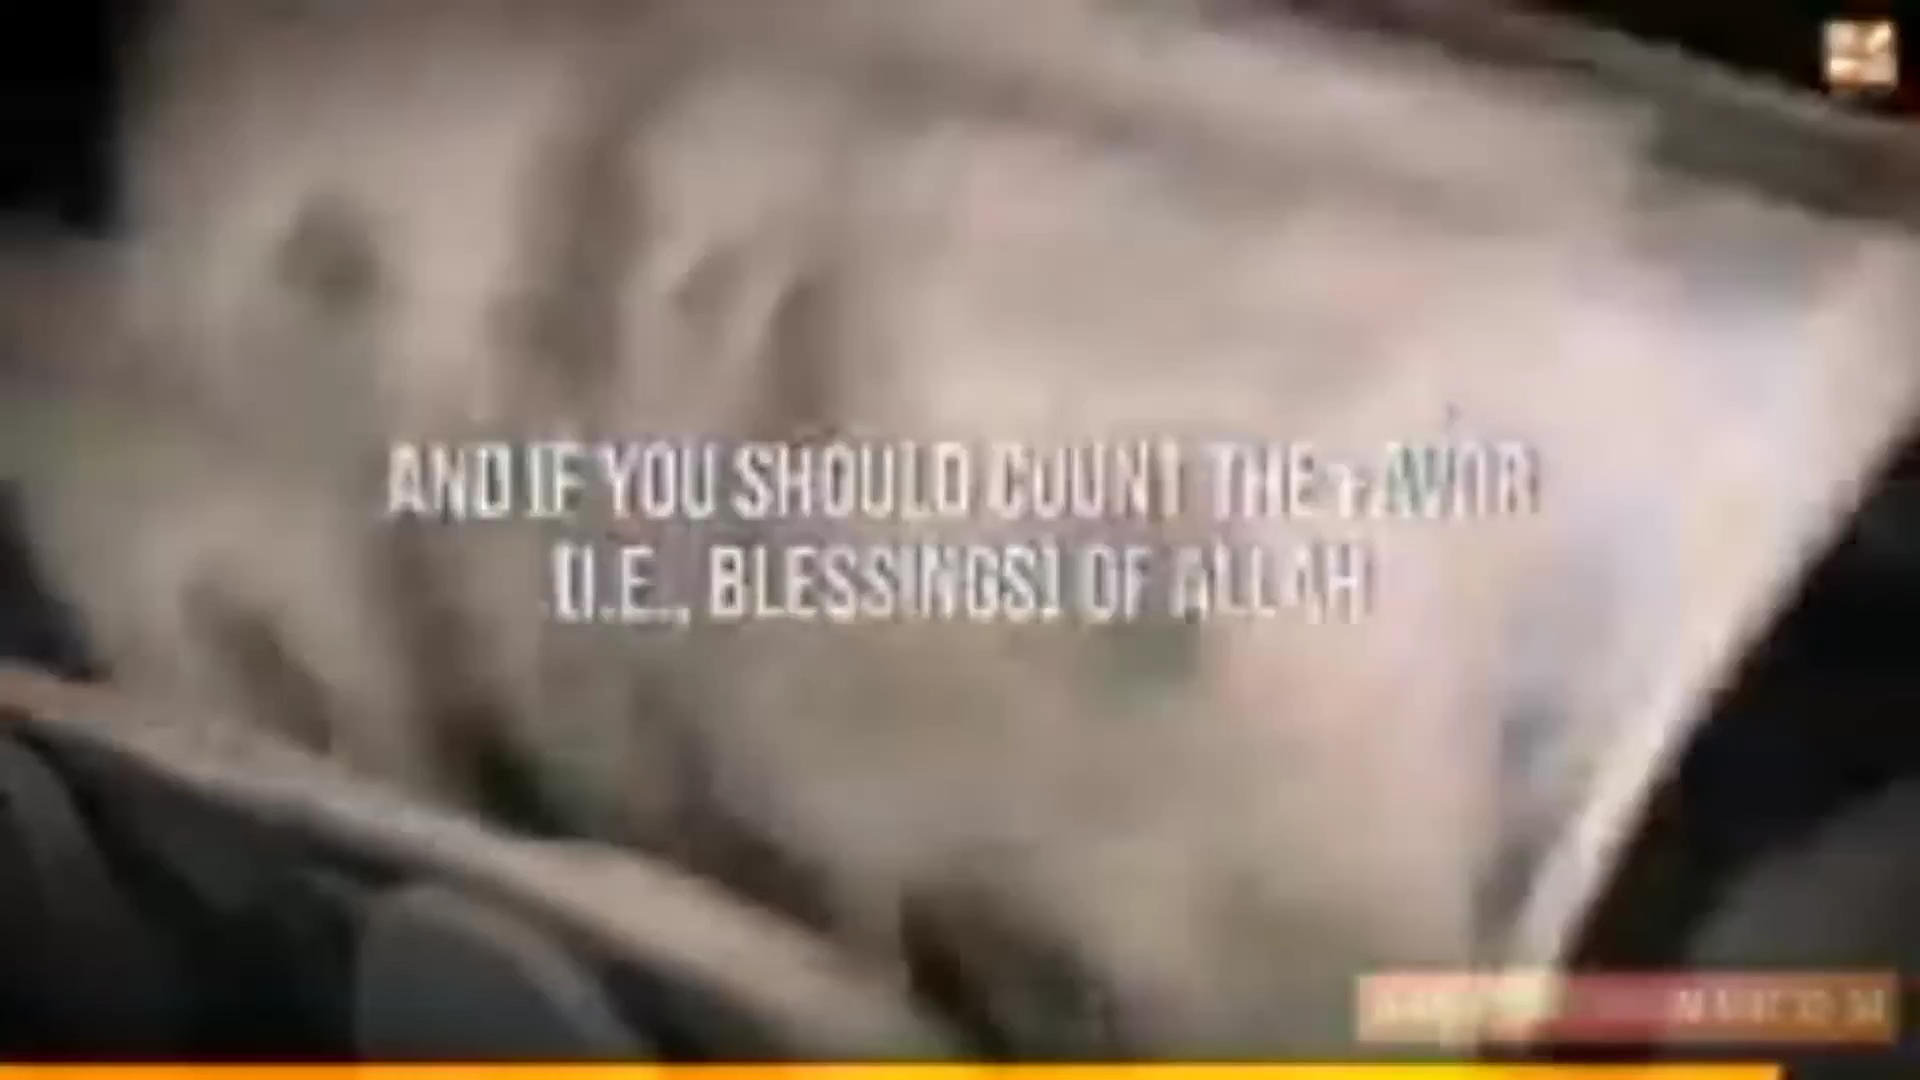 AND IF YOU SHOULD COUNT THE FAVOR
[I.E., BLESSINGS] OF ALLAH